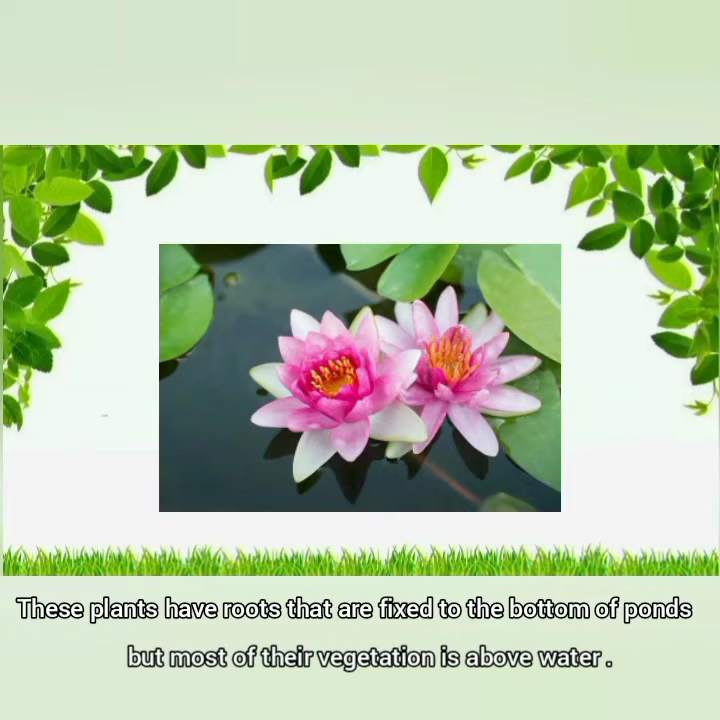 These plants have roots that are fixed to the bottom of ponds
but most of their vegetation is above water .